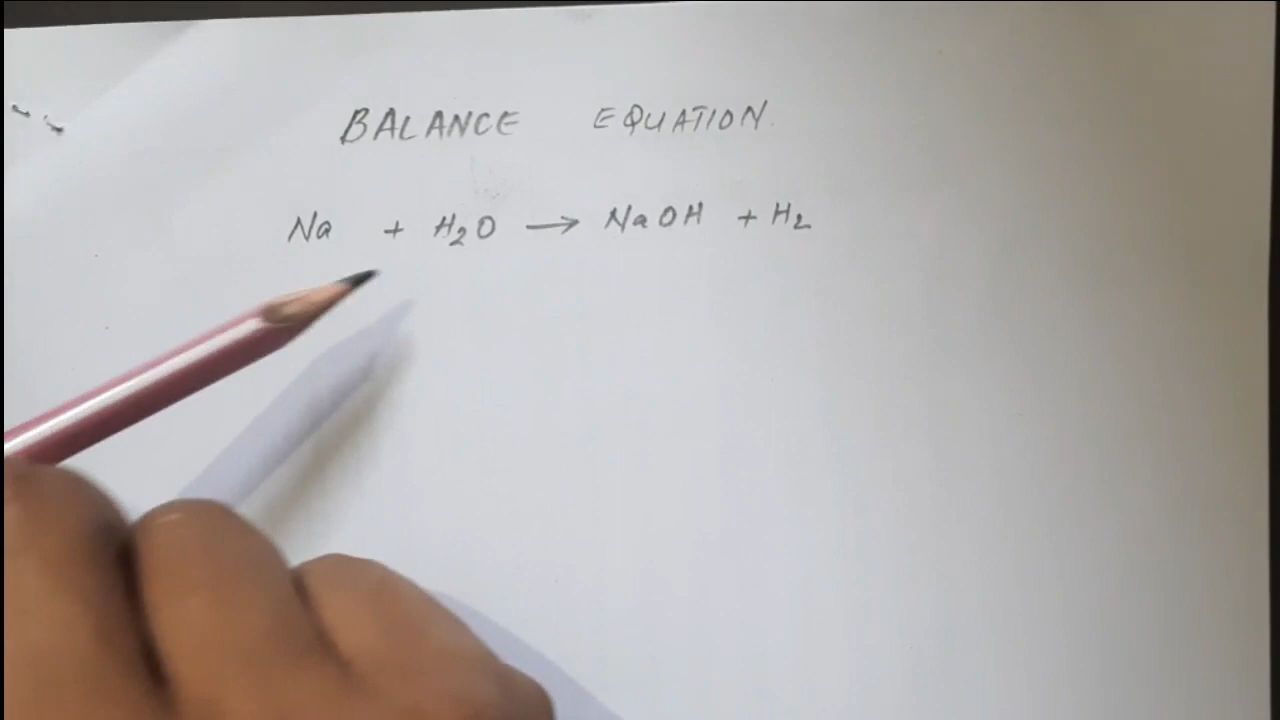 BALANCE EQUATION.
Na + H₂O → NaOH + H₂